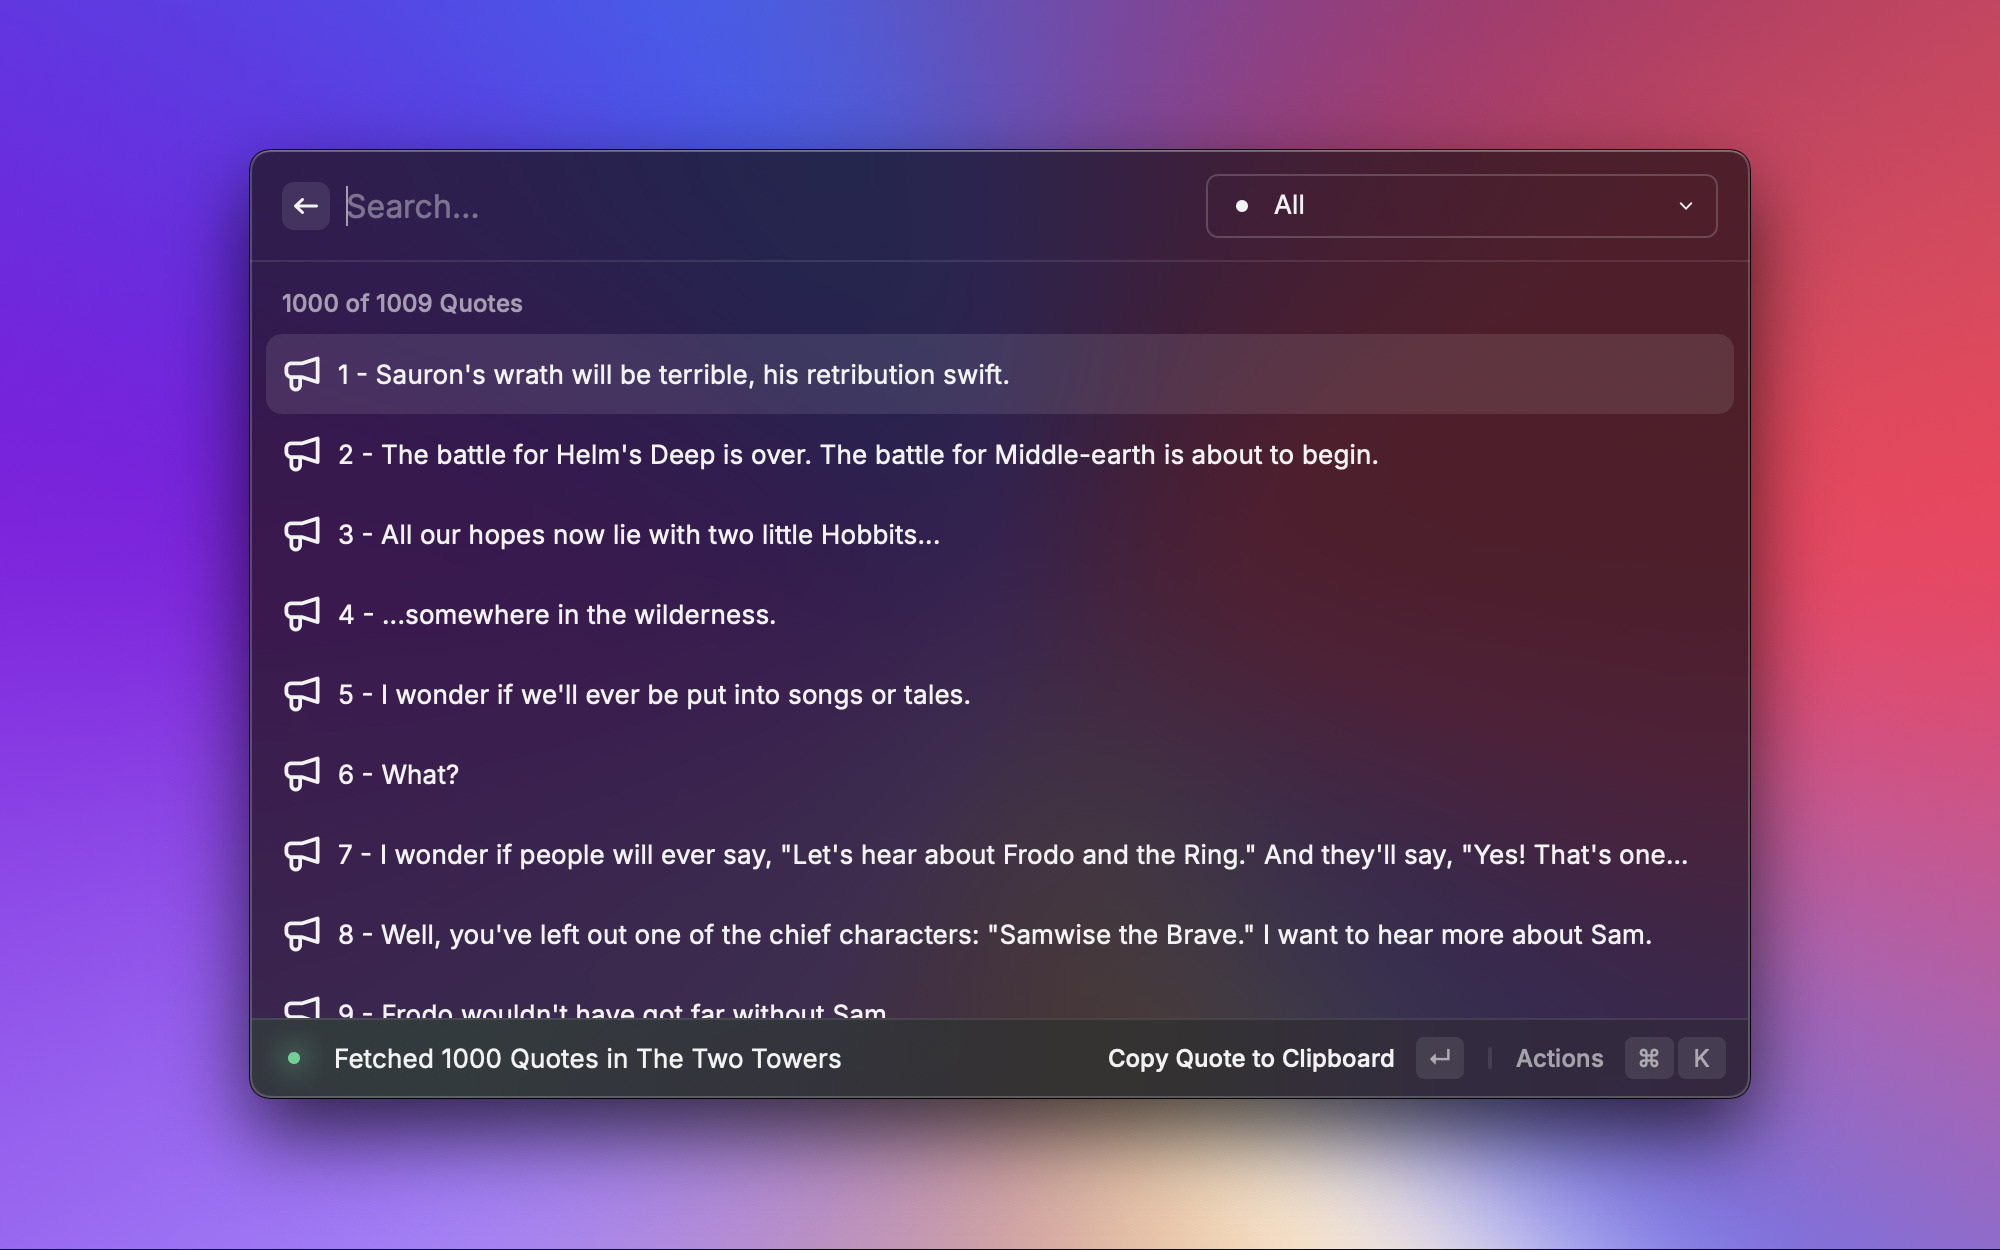 Search...
All
1000 of 1009 Quotes
1 - Sauron's wrath will be terrible, his retribution swift.
2 - The battle for Helm's Deep is over. The battle for Middle-earth is about to begin.
3 - All our hopes now lie with two little Hobbits...
4 - ...somewhere in the wilderness.
5 - I wonder if we'll ever be put into songs or tales.
6 - What?
7 - I wonder if people will ever say, "Let's hear about Frodo and the Ring." And they'll say, "Yes! That's one...
8 - Well, you've left out one of the chief characters: "Samwise the Brave." I want to hear more about Sam.
9 - Frodo wouldn't have got far without Sam
Fetched 1000 Quotes in The Two Towers
Copy Quote to Clipboard ↵ | Actions ⌘ K